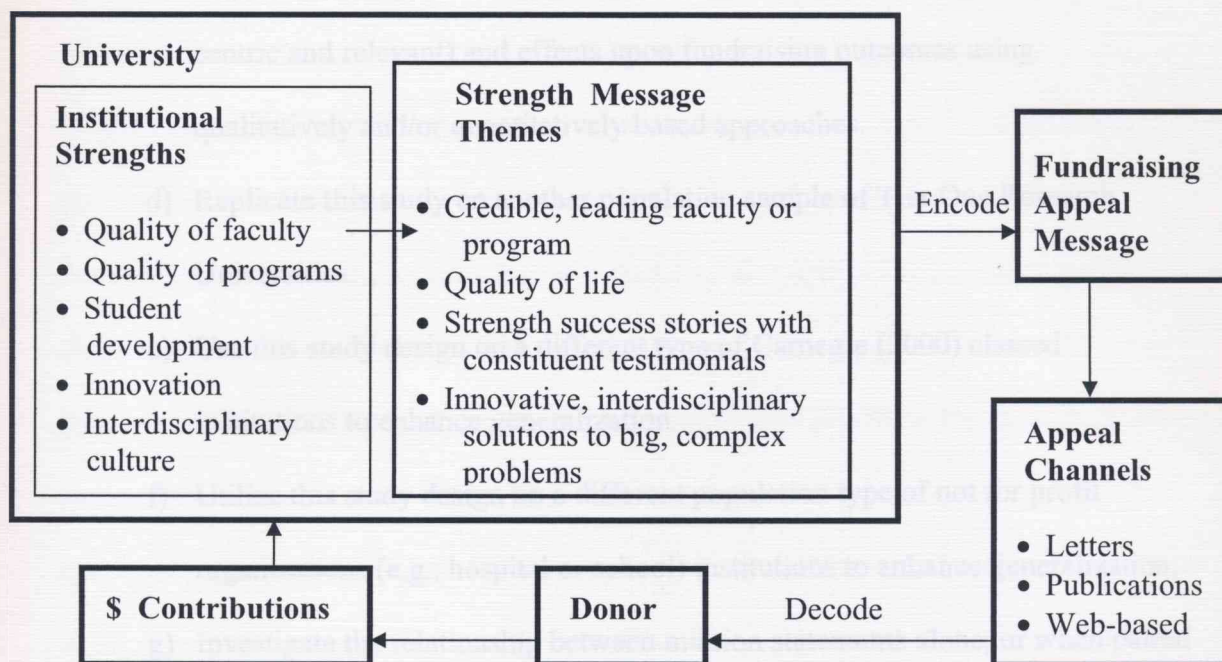 University
Institutional
Strengths
• Quality of faculty
• Quality of programs
• Student
development
• Innovation
• Interdisciplinary
culture
Strength Message
Themes
• Credible, leading faculty or
program
• Quality of life
• Strength success stories with
constituent testimonials
• Innovative, interdisciplinary
solutions to big, complex
problems
Encode
Fundraising
Appeal
Message
Appeal
Channels
• Letters
• Publications
• Web-based
Decode
Donor
$ Contributions